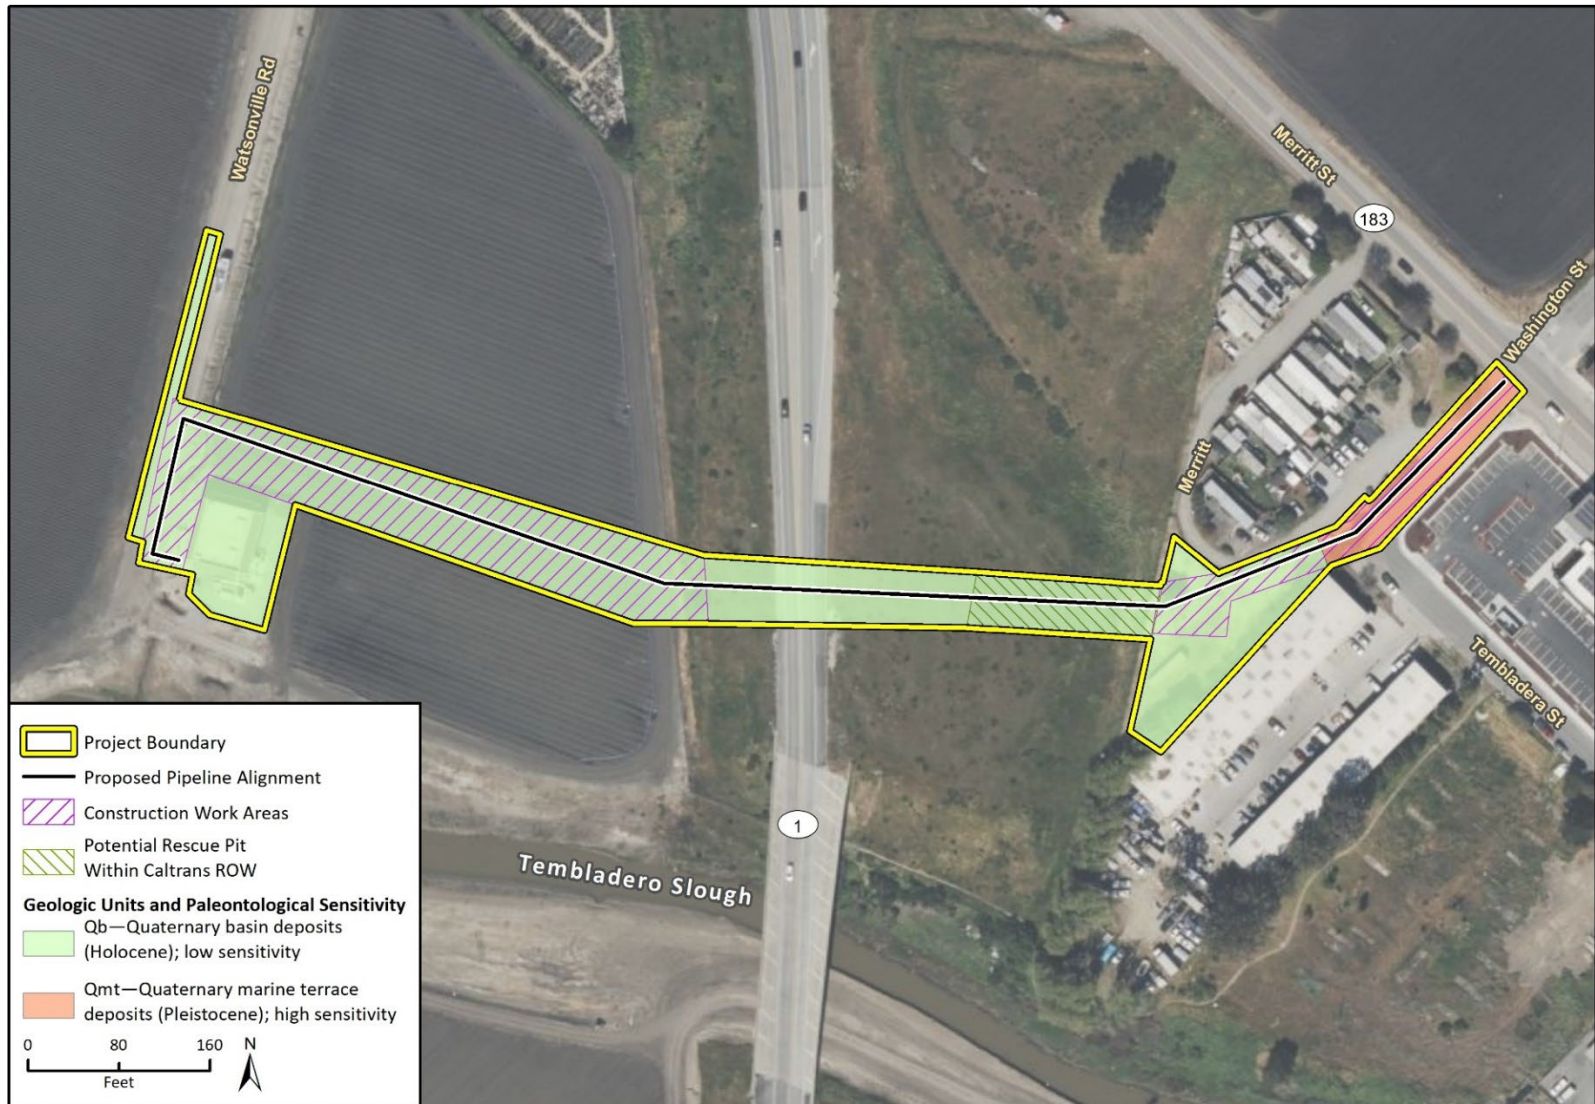 Watsonville Rd
Merritt St
183
Washington St
Merritt
Tembladera St
1
Tembladero Slough
Project Boundary
Proposed Pipeline Alignment
Construction Work Areas
Potential Rescue Pit
Within Caltrans ROW
Geologic Units and Paleontological Sensitivity
Qb—Quaternary basin deposits
(Holocene); low sensitivity
Qmt—Quaternary marine terrace
deposits (Pleistocene); high sensitivity
0 80 160
Feet
N